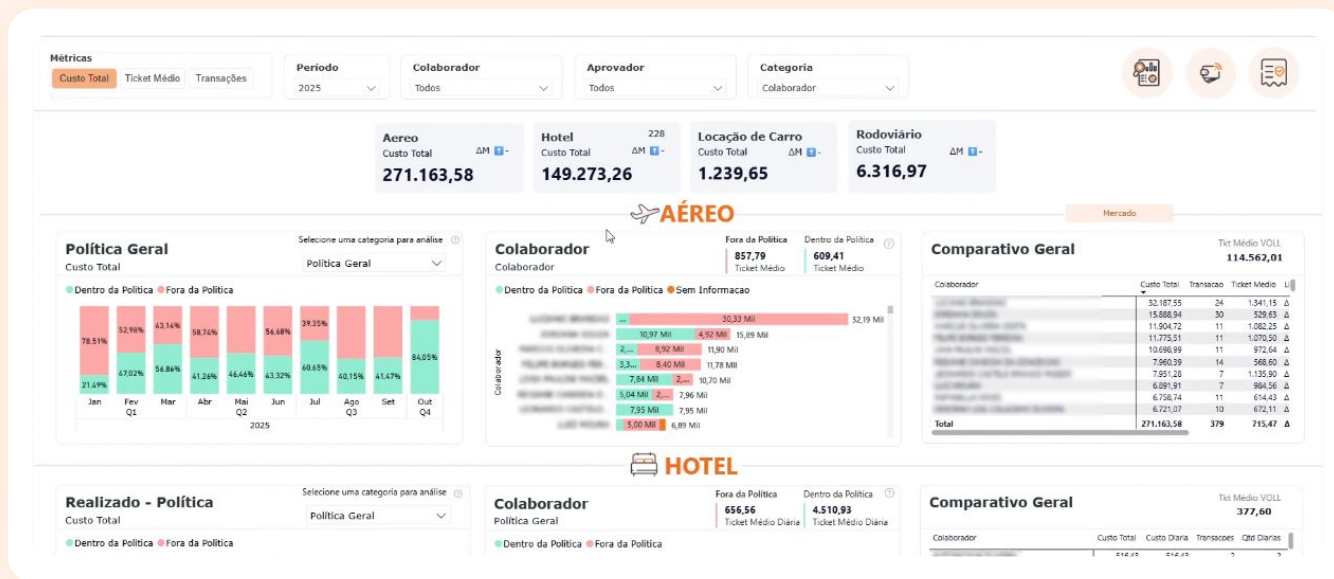 Métricas
Custo Total Ticket Médio Transações
Período
2025
Colaborador
Todos
Aprovador
Todos
Categoria
Colaborador
Aereo
Custo Total ΔM -
271.163,58
Hotel 228
Custo Total ΔM -
149.273,26
Locação de Carro
Custo Total ΔM -
1.239,65
Rodoviário
Custo Total ΔM -
6.316,97
AÉREO
Mercado
Política Geral
Custo Total
Selecione uma categoria para análise
Política Geral
Dentro da Politica Fora da Politica
78.51% 52,98% 43,14% 58,74% 56.68% 39,35%
21,49% 47,02% 56.86% 41,26% 46,46% 43,32% 60,65% 40,15% 41,47% 84,05%
Jan Fev Mar Abr Mai Jun Jul Ago Set Out
Q1 Q2 Q3 Q4
2025
Colaborador
Colaborador
Fora da Política
857,79
Ticket Médio
Dentro da Política
609,41
Ticket Médio
Dentro da Politica Fora da Politica Sem Informacao
Colaborador
... 30,33 Mil 32,19 Mil
10,97 Mil 4,92 Mil 15,89 Mil
2,... 8,92 Mil 11,90 Mil
3,3... 8,40 Mil 11,78 Mil
7,84 Mil 2,... 10,70 Mil
5,04 Mil 2,... 7,96 Mil
7,95 Mil 7,95 Mil
5,00 Mil 6,89 Mil
Comparativo Geral
Tkt Médio VOLL
114.562,01
Colaborador Custo Total Transacao Ticket Medio
32.187,55 24 1.341,15 Δ
15.888,94 30 529,63 Δ
11.904,72 11 1.082,25 Δ
11.775,51 11 1.070,50 Δ
10.698,99 11 972,64 Δ
7.960,39 14 568,60 Δ
7.951,28 7 1.135,90 Δ
6.891,91 7 984,56 Δ
6.758,74 11 614,43 Δ
6.721,07 10 672,11 Δ
Total 271.163,58 379 715,47 Δ
HOTEL
Realizado - Política
Custo Total
Selecione uma categoria para análise
Política Geral
Dentro da Politica Fora da Politica
Colaborador
Política Geral
Fora da Política
656,56
Ticket Médio Diária
Dentro da Política
4.510,93
Ticket Médio Diária
Dentro da Politica Fora da Politica
Comparativo Geral
Tkt Médio VOLL
377,60
Colaborador Custo Total Custo Diaria Transacoes Qtd Diarias